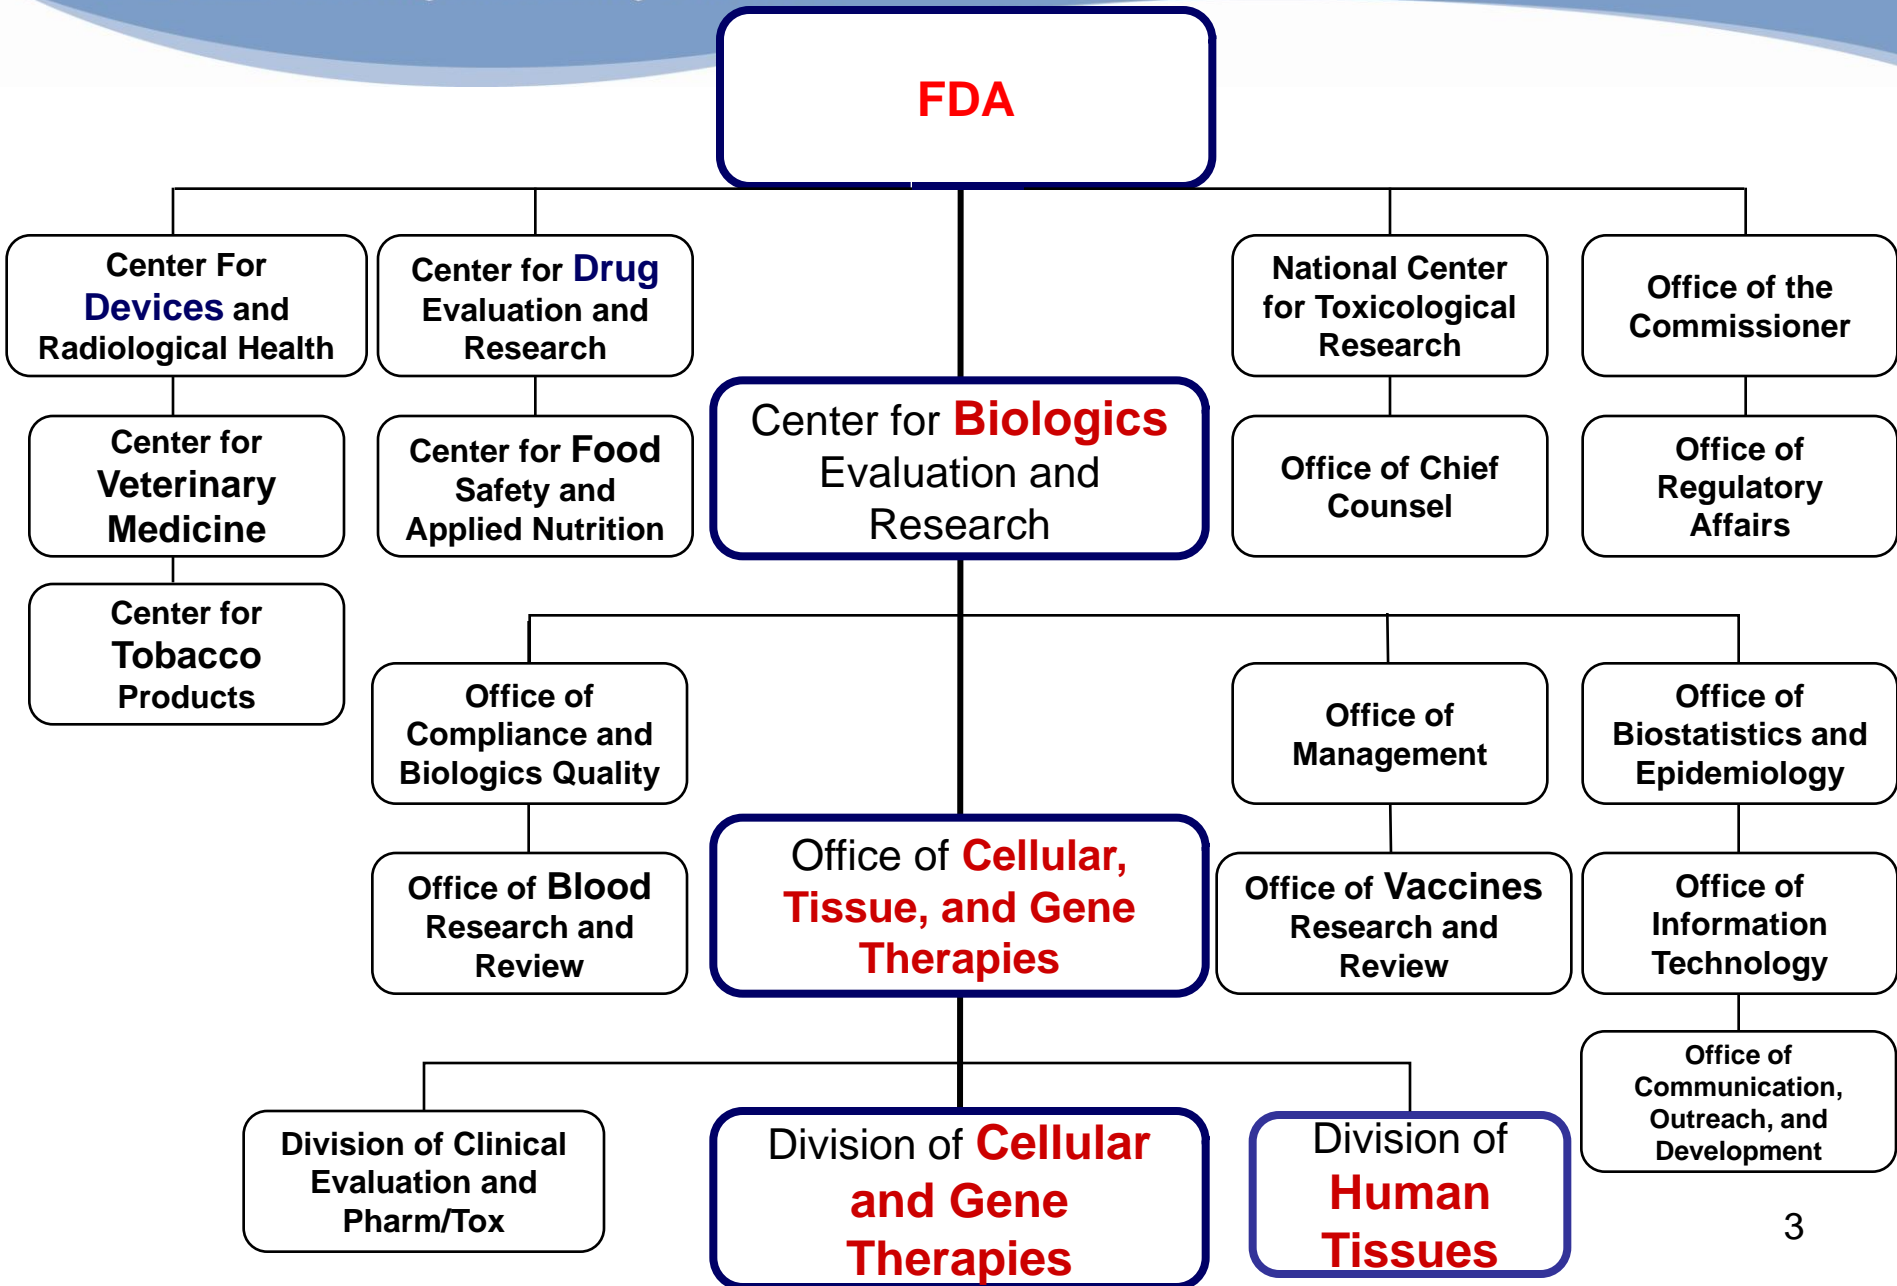 FDA
Center For
Devices and
Radiological Health
Center for Drug
Evaluation and
Research
National Center
for Toxicological
Research
Office of the
Commissioner
Center for
Veterinary
Medicine
Center for Food
Safety and
Applied Nutrition
Center for Biologics
Evaluation and
Research
Office of Chief
Counsel
Office of
Regulatory
Affairs
Center for
Tobacco
Products
Office of
Compliance and
Biologics Quality
Office of
Management
Office of
Biostatistics and
Epidemiology
Office of Blood
Research and
Review
Office of Cellular,
Tissue, and Gene
Therapies
Office of Vaccines
Research and
Review
Office of
Information
Technology
Office of
Communication,
Outreach, and
Development
Division of Clinical
Evaluation and
Pharm/Tox
Division of Cellular
and Gene
Therapies
Division of
Human
Tissues
3